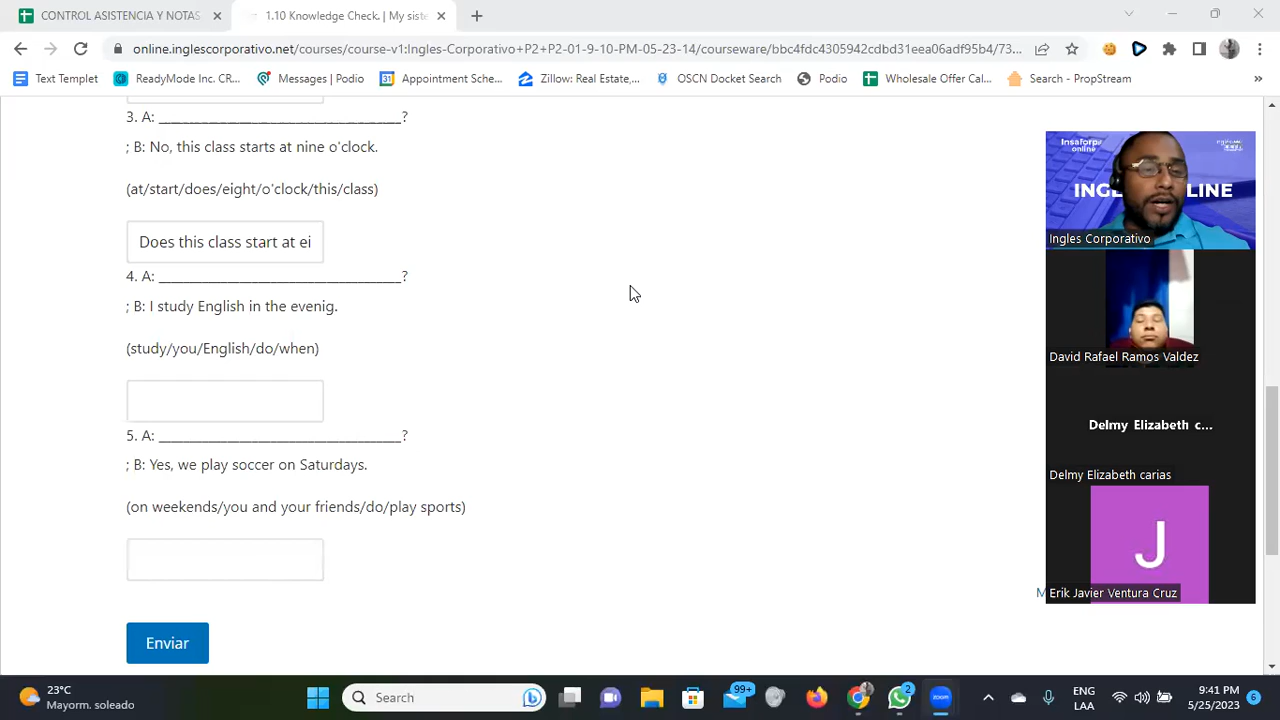 CONTROL ASISTENCIA Y NOTAS
1.10 Knowledge Check. | My siste
online.inglescorporativo.net/courses/course-v1:Ingles-Corporativo+P2+P2-01-9-10-PM-05-23-14/courseware/bbc4fdc4305942cdbd31eea06adf95b4/73...
Text Templet
ReadyMode Inc. CR...
Messages | Podio
Appointment Sche...
Zillow: Real Estate,...
OSCN Docket Search
Podio
Wholesale Offer Cal...
Search - PropStream
»
3. A: ________________________________?
; B: No, this class starts at nine o'clock.
(at/start/does/eight/o'clock/this/class)
Does this class start at ei
4. A: ________________________________?
; B: I study English in the evenig.
(study/you/English/do/when)
5. A: ________________________________?
; B: Yes, we play soccer on Saturdays.
(on weekends/you and your friends/do/play sports)
Enviar
INGL
LINE
Ingles Corporativo
David Rafael Ramos Valdez
Delmy Elizabeth c...
Delmy Elizabeth carias
J
M
Erik Javier Ventura Cruz
23°C
Mayorm. soleado
Search
99+
2
ENG
LAA
9:41 PM
5/25/2023
6